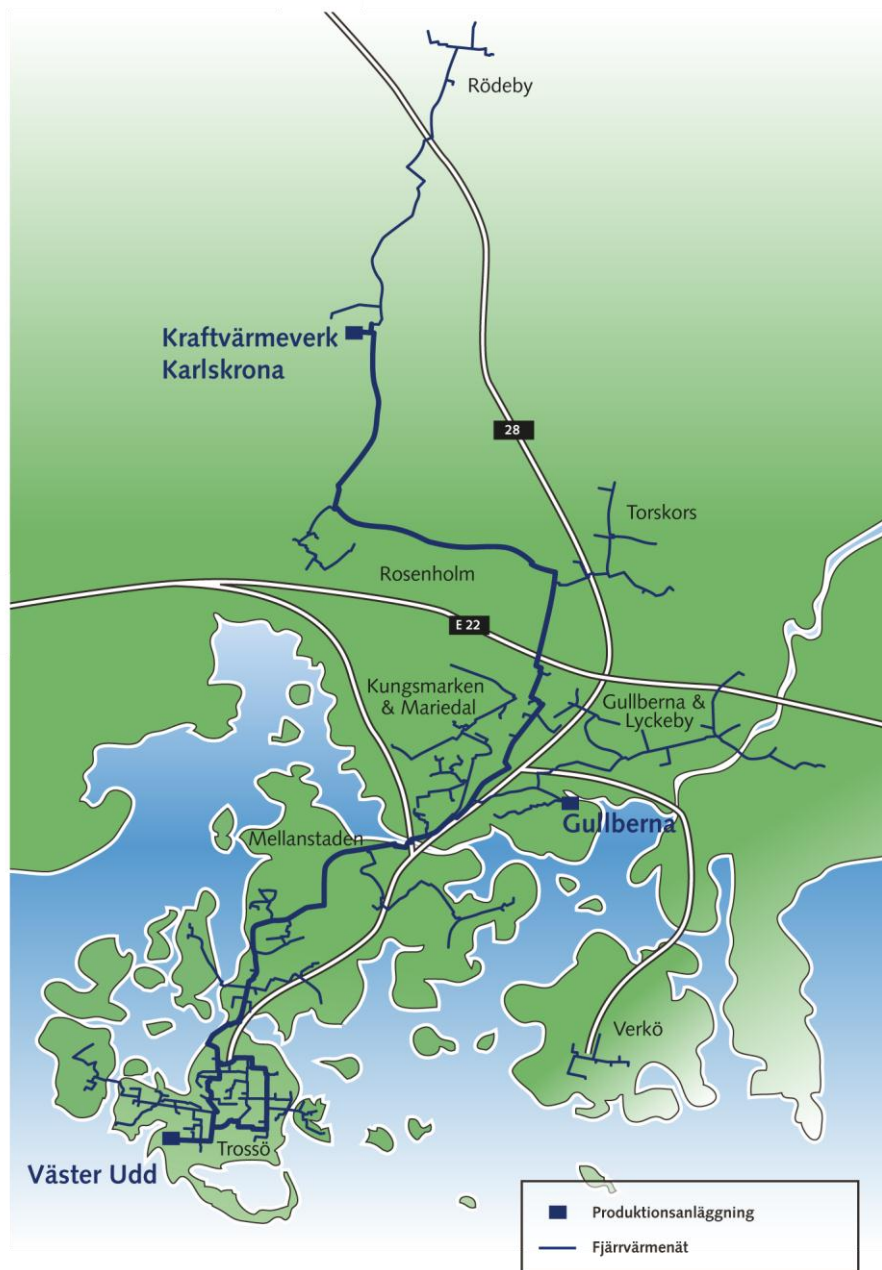 Rödeby
Kraftvärmeverk
Karlskrona
28
Torskors
Rosenholm
E 22
Kungsmarken
& Mariedal
Gullberna &
Lyckeby
Gullberna
Mellanstaden
Verkö
Trossö
Väster Udd
Produktionsanläggning
Fjärrvärmenät